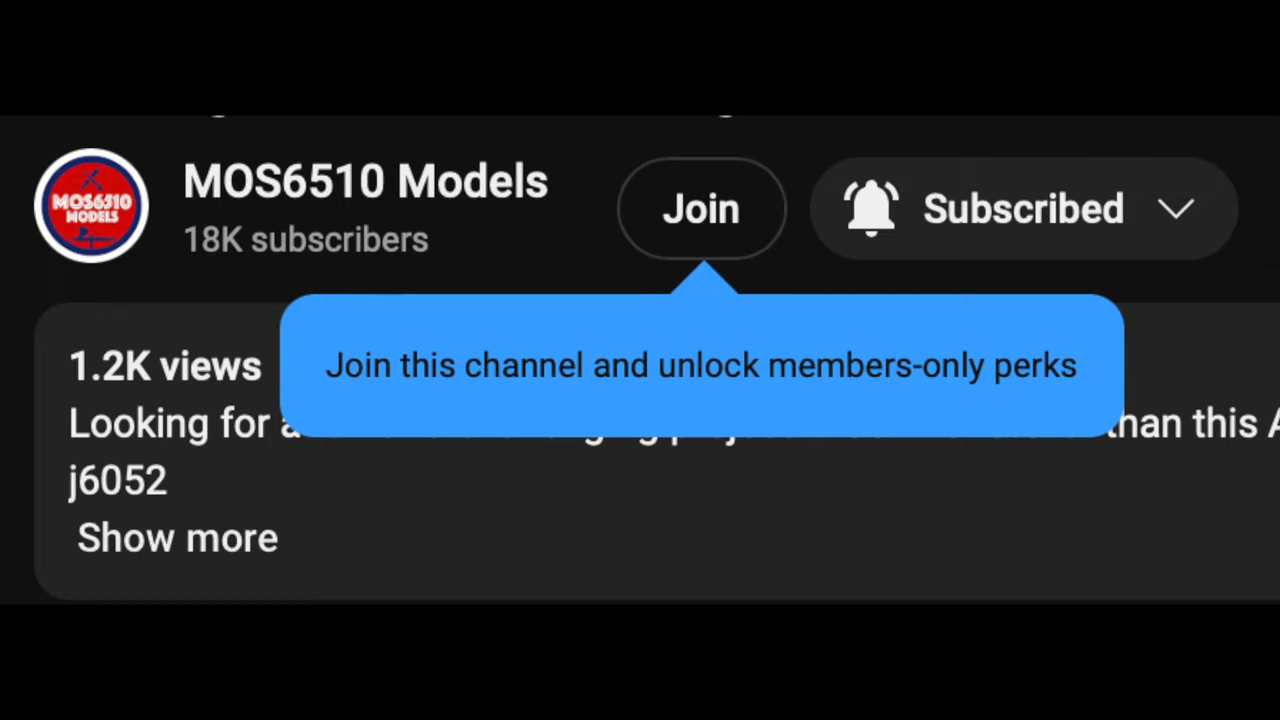 MOS6510
MODELS
MOS6510 Models
18K subscribers
Join
Subscribed
Join this channel and unlock members-only perks
1.2K views
Looking for a than this A
j6052
Show more